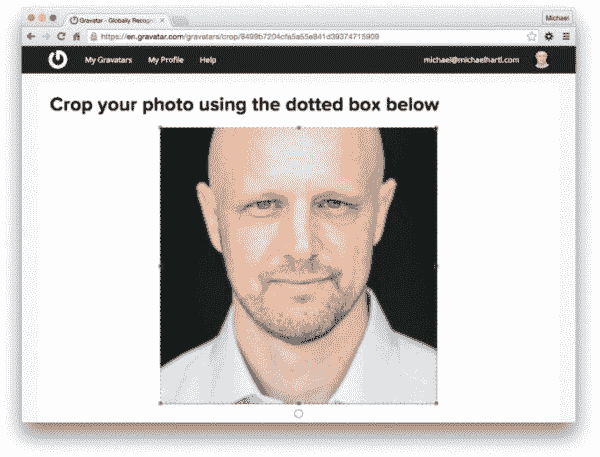 Gravatar - Globally Recogn
Michael
https://en.gravatar.com/gravatars/crop/8499b7204cfa5a55e841d39374715909
My Gravatars My Profile Help michael@michaelhartl.com
Crop your photo using the dotted box below